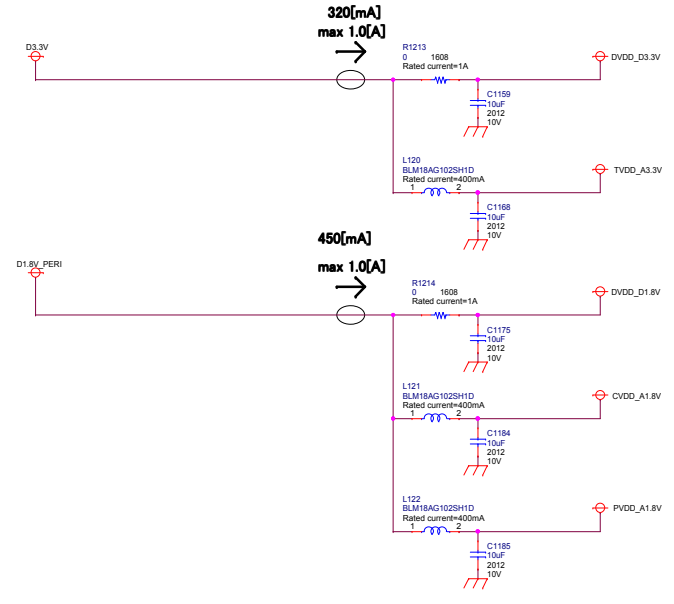 320[mA]
max 1.0[A]
D3.3V
R1213
0 1608
Rated current=1A
DVDD_D3.3V
C1159
10uF
2012
10V
L120
BLM18AG102SH1D
Rated current=400mA
1 2
TVDD_A3.3V
C1168
10uF
2012
10V
450[mA]
max 1.0[A]
D1.8V_PERI
R1214
0 1608
Rated current=1A
DVDD_D1.8V
C1175
10uF
2012
10V
L121
BLM18AG102SH1D
Rated current=400mA
1 2
CVDD_A1.8V
C1184
10uF
2012
10V
L122
BLM18AG102SH1D
Rated current=400mA
1 2
PVDD_A1.8V
C1185
10uF
2012
10V